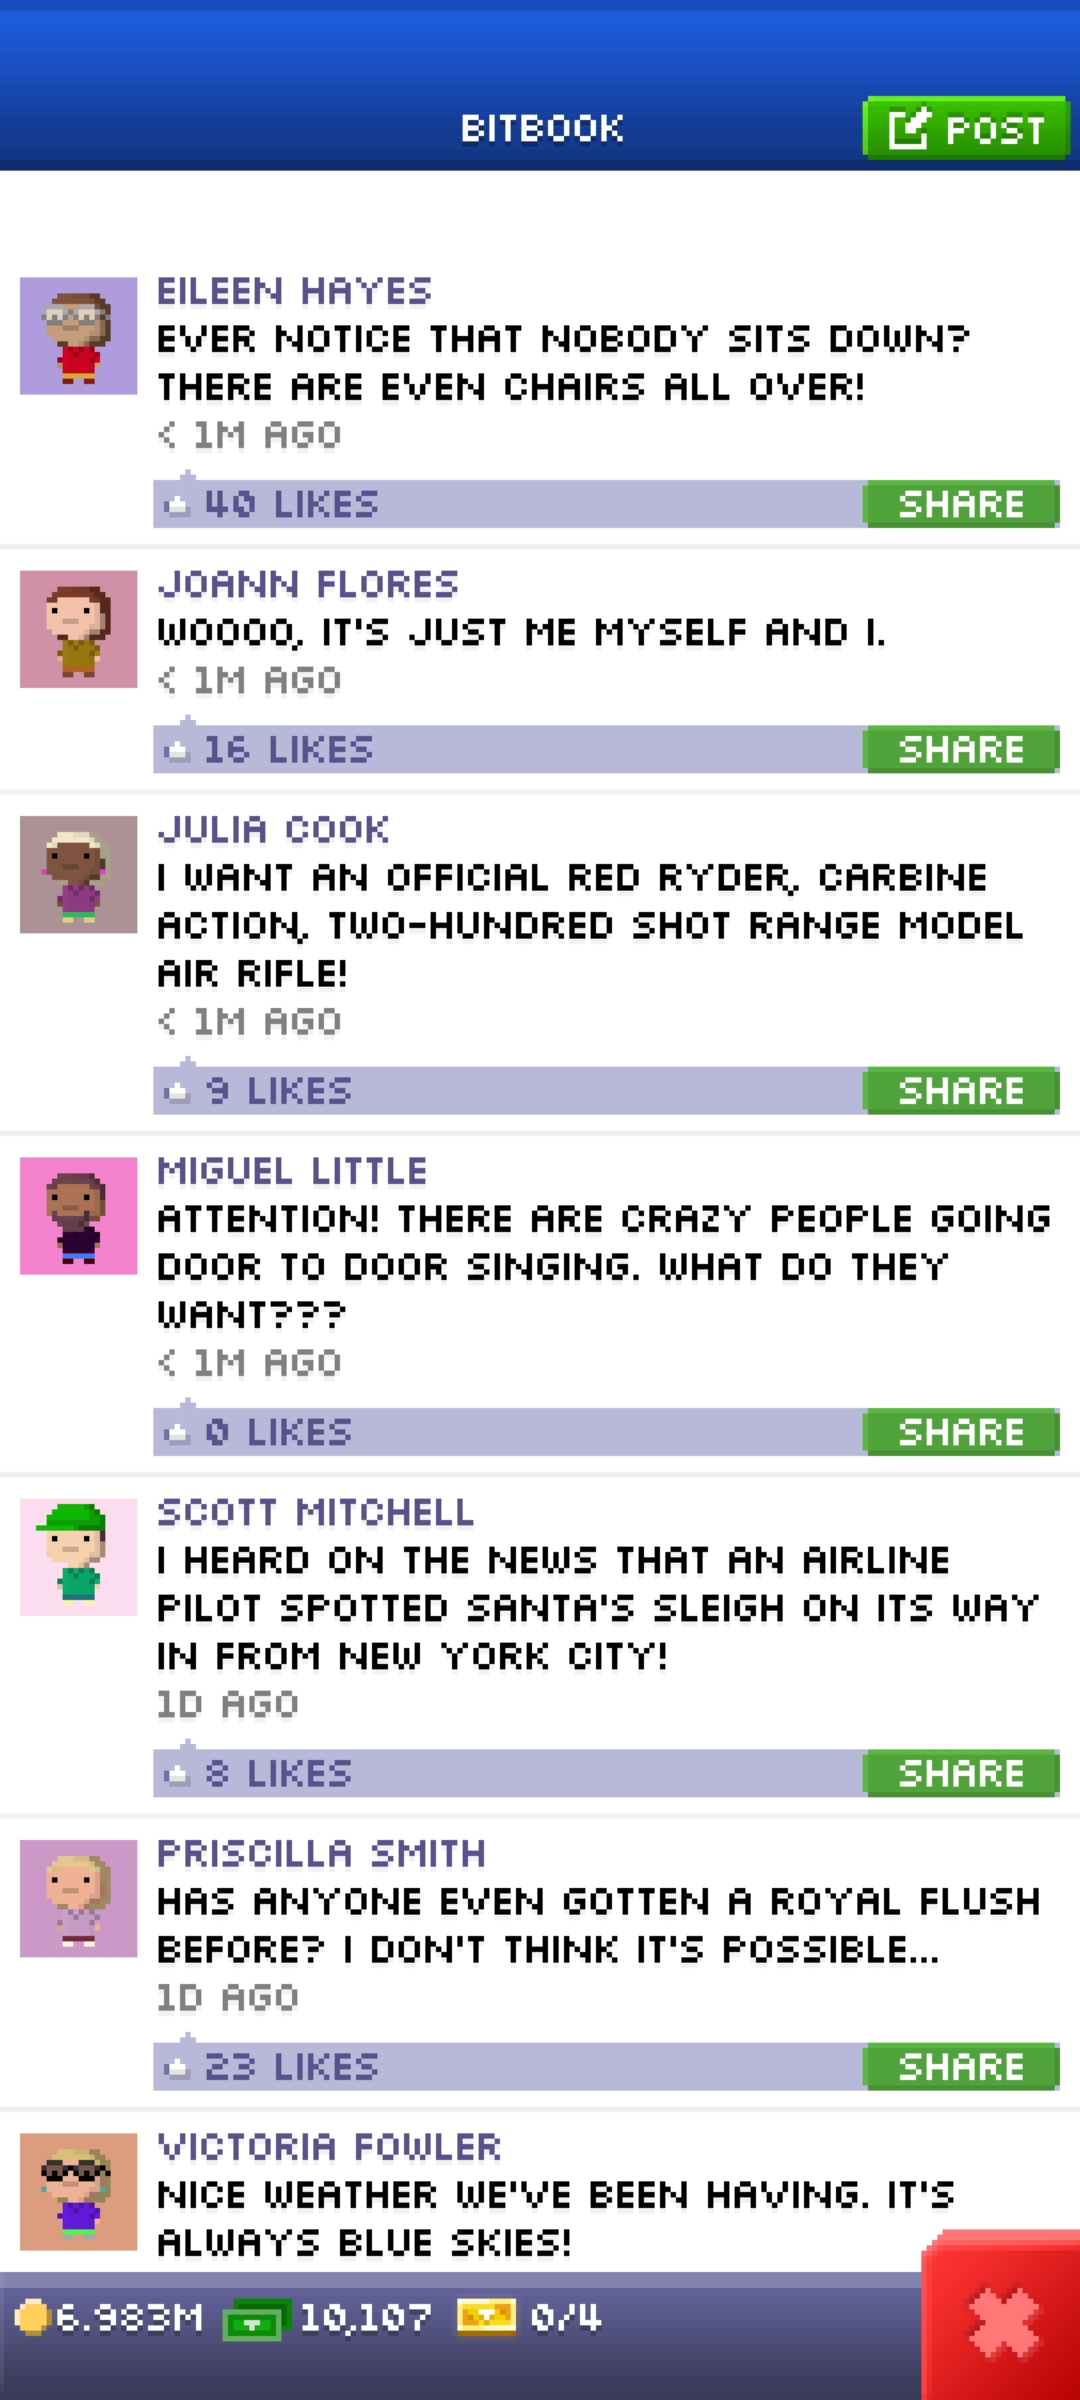 BITBOOK
POST
EILEEN HAYES
EVER NOTICE THAT NOBODY SITS DOWN?
THERE ARE EVEN CHAIRS ALL OVER!
< 1M AGO
40 LIKES
SHARE
JOANN FLORES
WOOOO, IT'S JUST ME MYSELF AND I.
< 1M AGO
16 LIKES
SHARE
JULIA COOK
I WANT AN OFFICIAL RED RYDER, CARBINE
ACTION, TWO-HUNDRED SHOT RANGE MODEL
AIR RIFLE!
< 1M AGO
9 LIKES
SHARE
MIGUEL LITTLE
ATTENTION! THERE ARE CRAZY PEOPLE GOING
DOOR TO DOOR SINGING. WHAT DO THEY
WANT???
< 1M AGO
0 LIKES
SHARE
SCOTT MITCHELL
I HEARD ON THE NEWS THAT AN AIRLINE
PILOT SPOTTED SANTA'S SLEIGH ON ITS WAY
IN FROM NEW YORK CITY!
1D AGO
8 LIKES
SHARE
PRISCILLA SMITH
HAS ANYONE EVEN GOTTEN A ROYAL FLUSH
BEFORE? I DON'T THINK IT'S POSSIBLE...
1D AGO
23 LIKES
SHARE
VICTORIA FOWLER
NICE WEATHER WE'VE BEEN HAVING. IT'S
ALWAYS BLUE SKIES!
6.983M 10,107 0/4